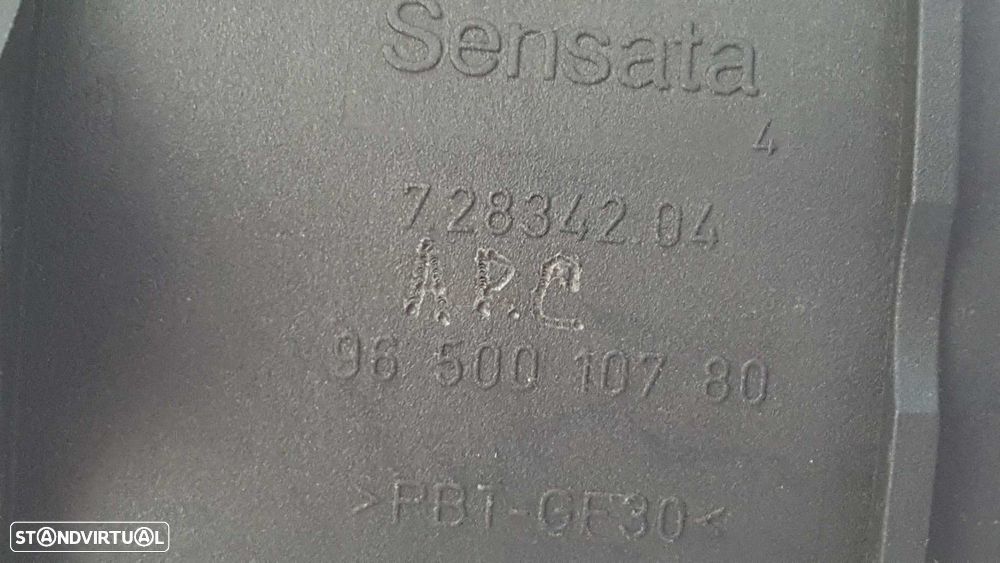 Sensata
4
7.28342.04
A.P.C
96 500 107 80
>PBT-GF30<
STANDVIRTUAL